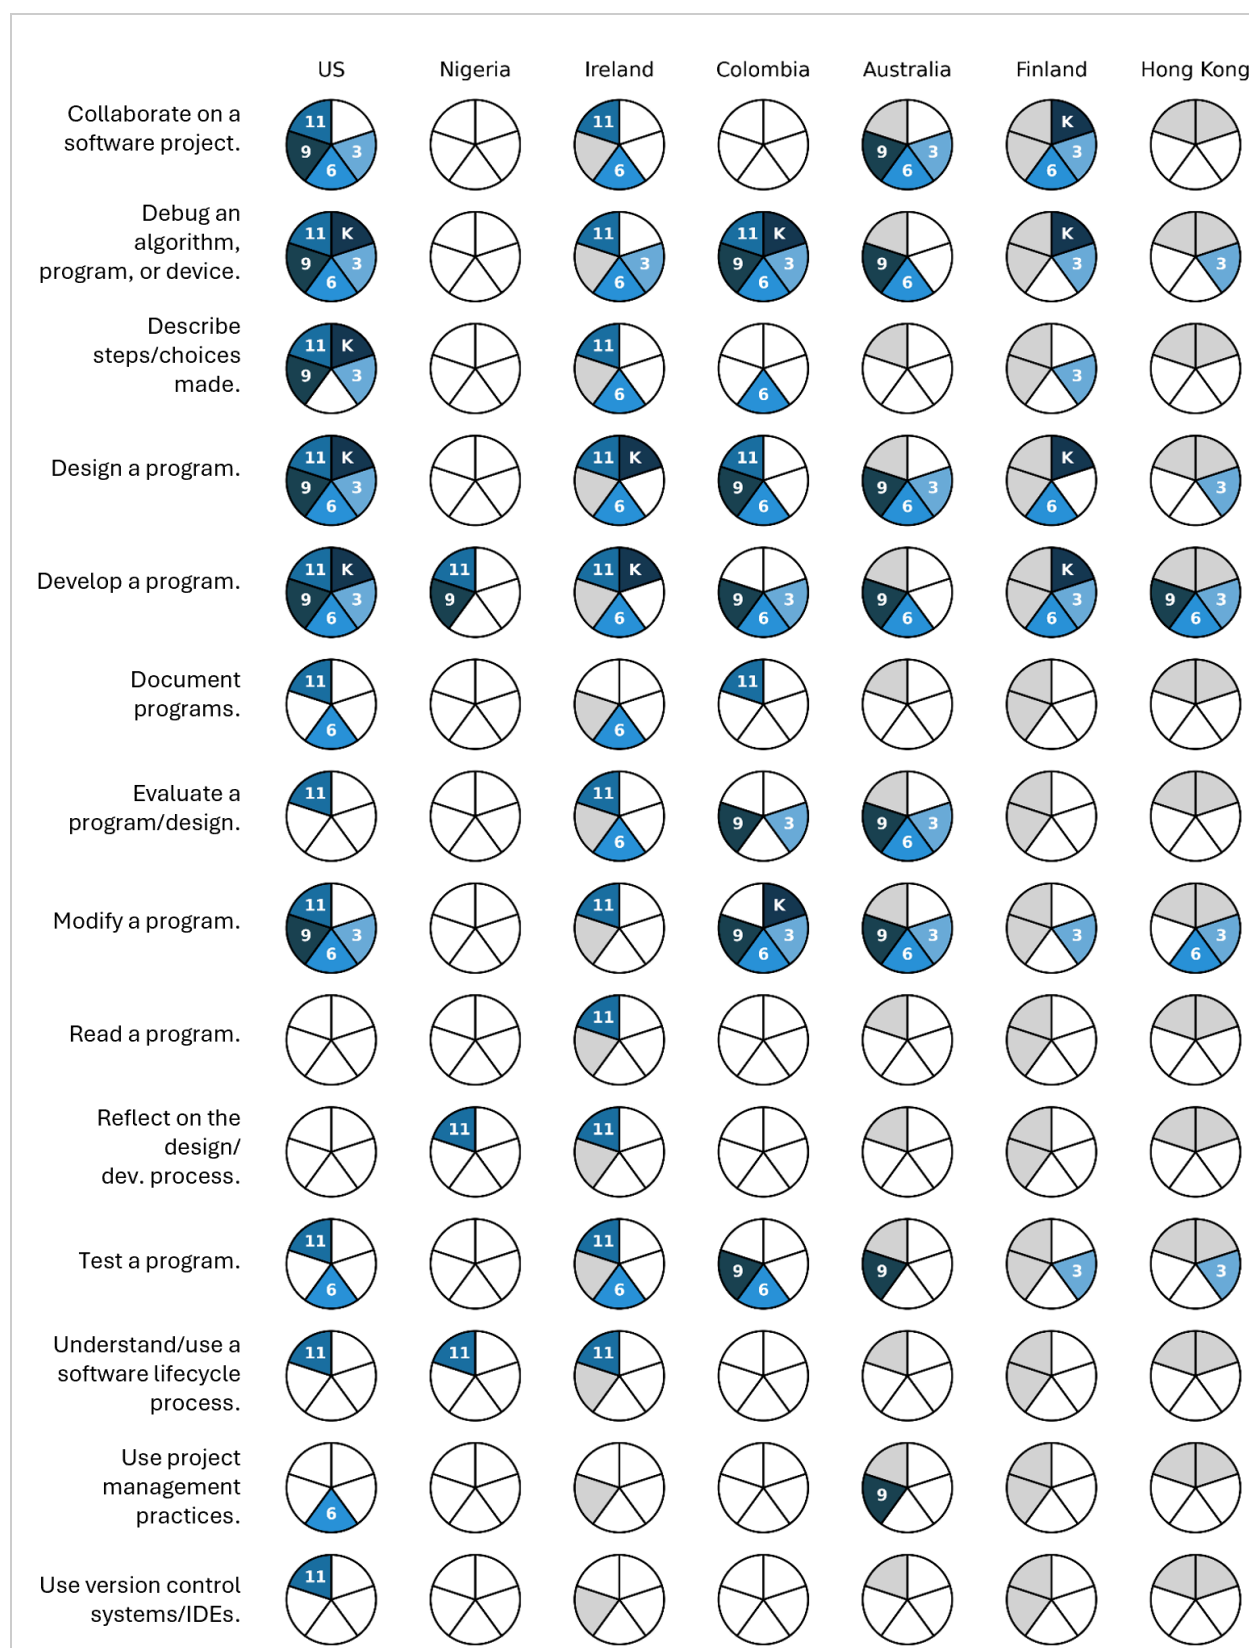 US Nigeria Ireland Colombia Australia Finland Hong Kong
Collaborate on a
software project.
11 9 6 3
11 6
9 6 3
K 3 6
Debug an
algorithm,
program, or device.
11 K 9 3 6
11 3 6
11 K 9 3 6
9 6
K 3
3
Describe
steps/choices
made.
11 K 9 3
11 6
6
3
Design a program.
11 K 9 3 6
11 K 6
11 9 6
9 3 6
K 6
3
Develop a program.
11 K 9 3 6
11 9
11 K 6
9 3 6
9 6
K 3 6
9 3 6
Document
programs.
11 6
6
11
Evaluate a
program/design.
11
11 6
9 3
9 3 6
Modify a program.
11 9 3 6
11
K 9 3 6
9 3 6
3
3 6
Read a program.
11
Reflect on the
design/
dev. process.
11
11
Test a program.
11 6
11 6
9 6
9
3
3
Understand/use a
software lifecycle
process.
11
11
11
Use project
management
practices.
6
9
Use version control
systems/IDEs.
11